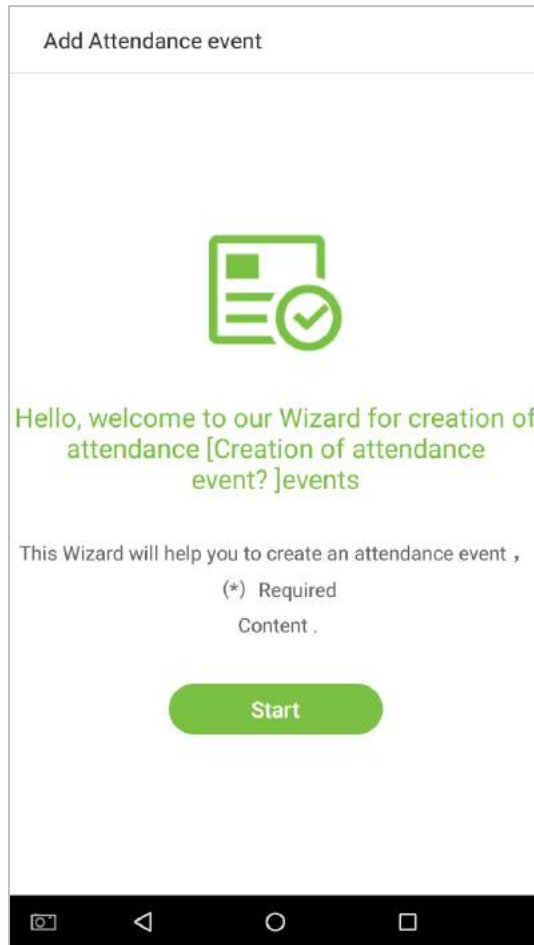 Add Attendance event
Hello, welcome to our Wizard for creation of
attendance [Creation of attendance
event? ]events
This Wizard will help you to create an attendance event ，
(*) Required
Content .
Start